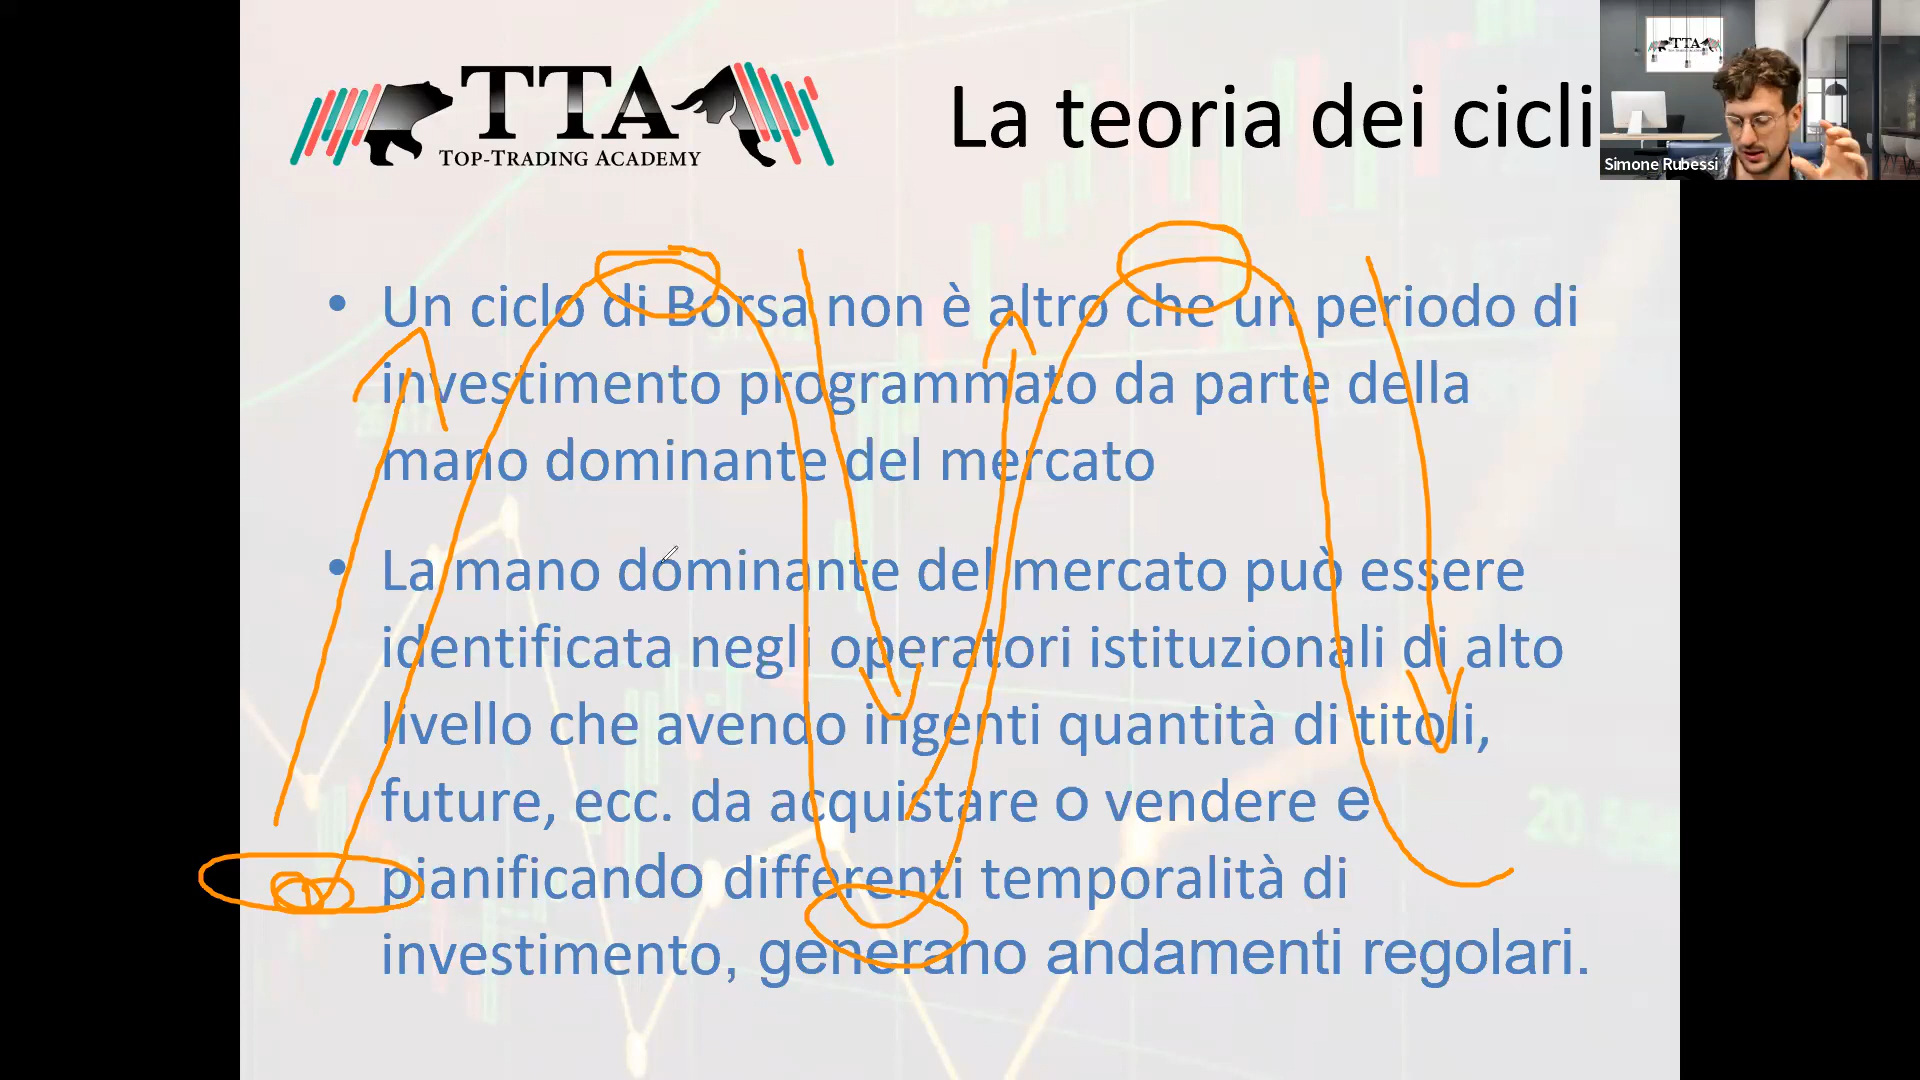 TTA
TOP-TRADING ACADEMY
La teoria dei cicli
TTA
Simone Rubessi
• Un ciclo di Borsa non è altro che un periodo di
investimento programmato da parte della
mano dominante del mercato
• La mano dominante del mercato può essere
identificata negli operatori istituzionali di alto
livello che avendo ingenti quantità di titoli,
future, ecc. da acquistare o vendere e
pianificando differenti temporalità di
investimento, generano andamenti regolari.